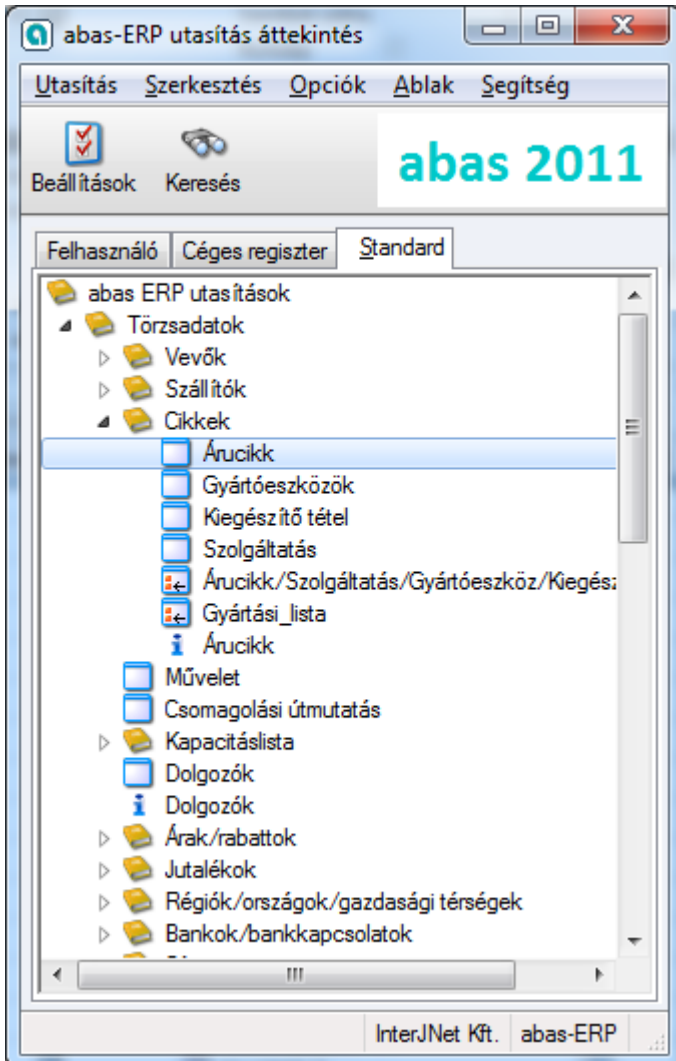 abas-ERP utasítás áttekintés
Utasítás Szerkesztés Opciók Ablak Segítség
Beállítások Keresés abas 2011
Felhasználó Céges regiszter Standard
abas ERP utasítások
Törzsadatok
Vevők
Szállítók
Cikkek
Árucikk
Gyártóeszközök
Kiegészítő tétel
Szolgáltatás
Árucikk/Szolgáltatás/Gyártóeszköz/Kiegész
Gyártási_lista
Árucikk
Művelet
Csomagolási útmutatás
Kapacitáslista
Dolgozók
Dolgozók
Árak/rabattok
Jutalékok
Régiók/országok/gazdasági térségek
Bankok/bankkapcsolatok
InterJNet Kft. abas-ERP